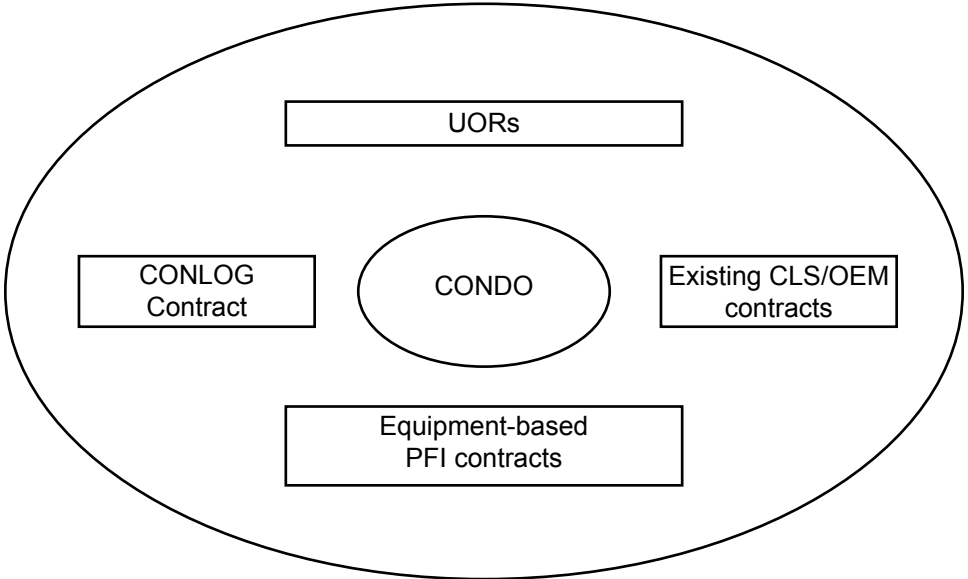 UORs
CONLOG
Contract
CONDO
Existing CLS/OEM
contracts
Equipment-based
PFI contracts